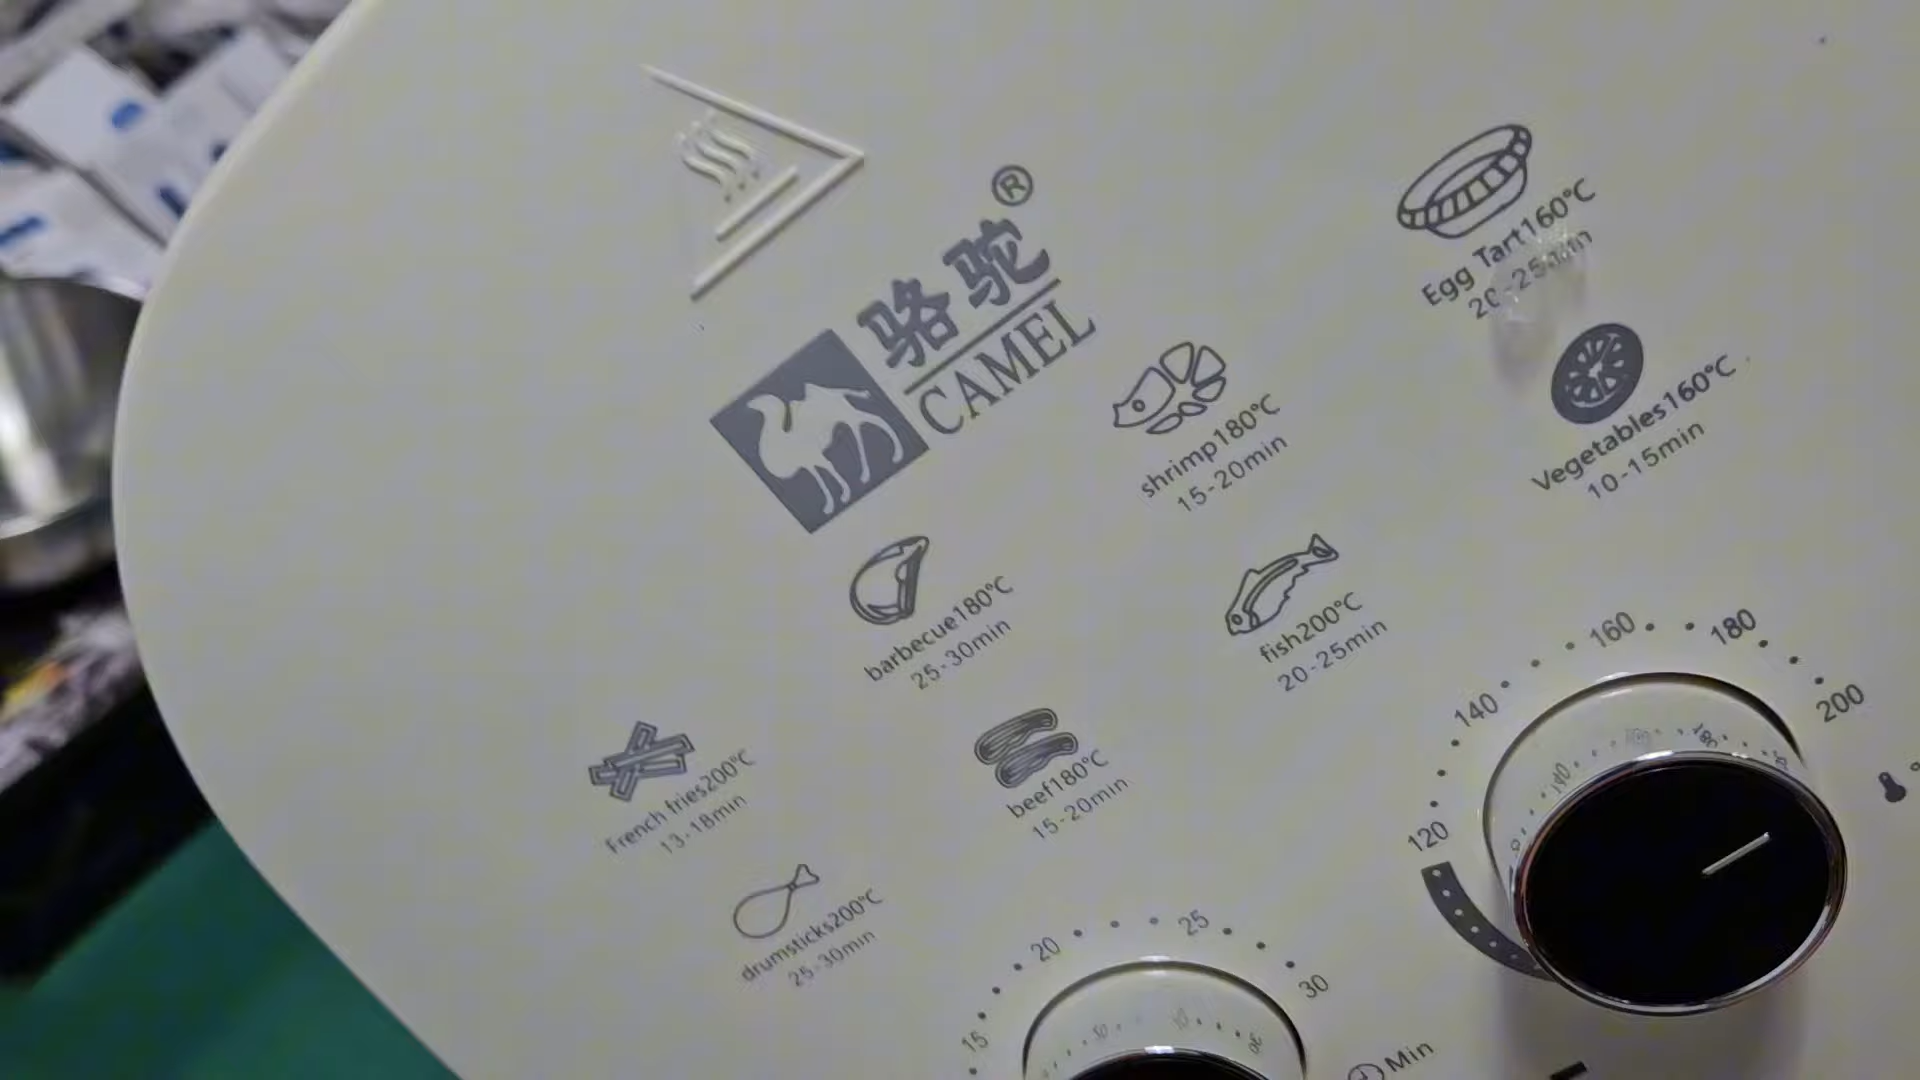 骆驼®
CAMEL
Egg Tart160°C
20-25min
shrimp180°C
15-20min
Vegetables160°C
10-15min
barbecue180°C
25-30min
fish200°C
20-25min
French fries200°C
13-18min
beef180°C
15-20min
drumsticks200°C
25-30min
120
140
160
180
200
15
20
25
30
Min